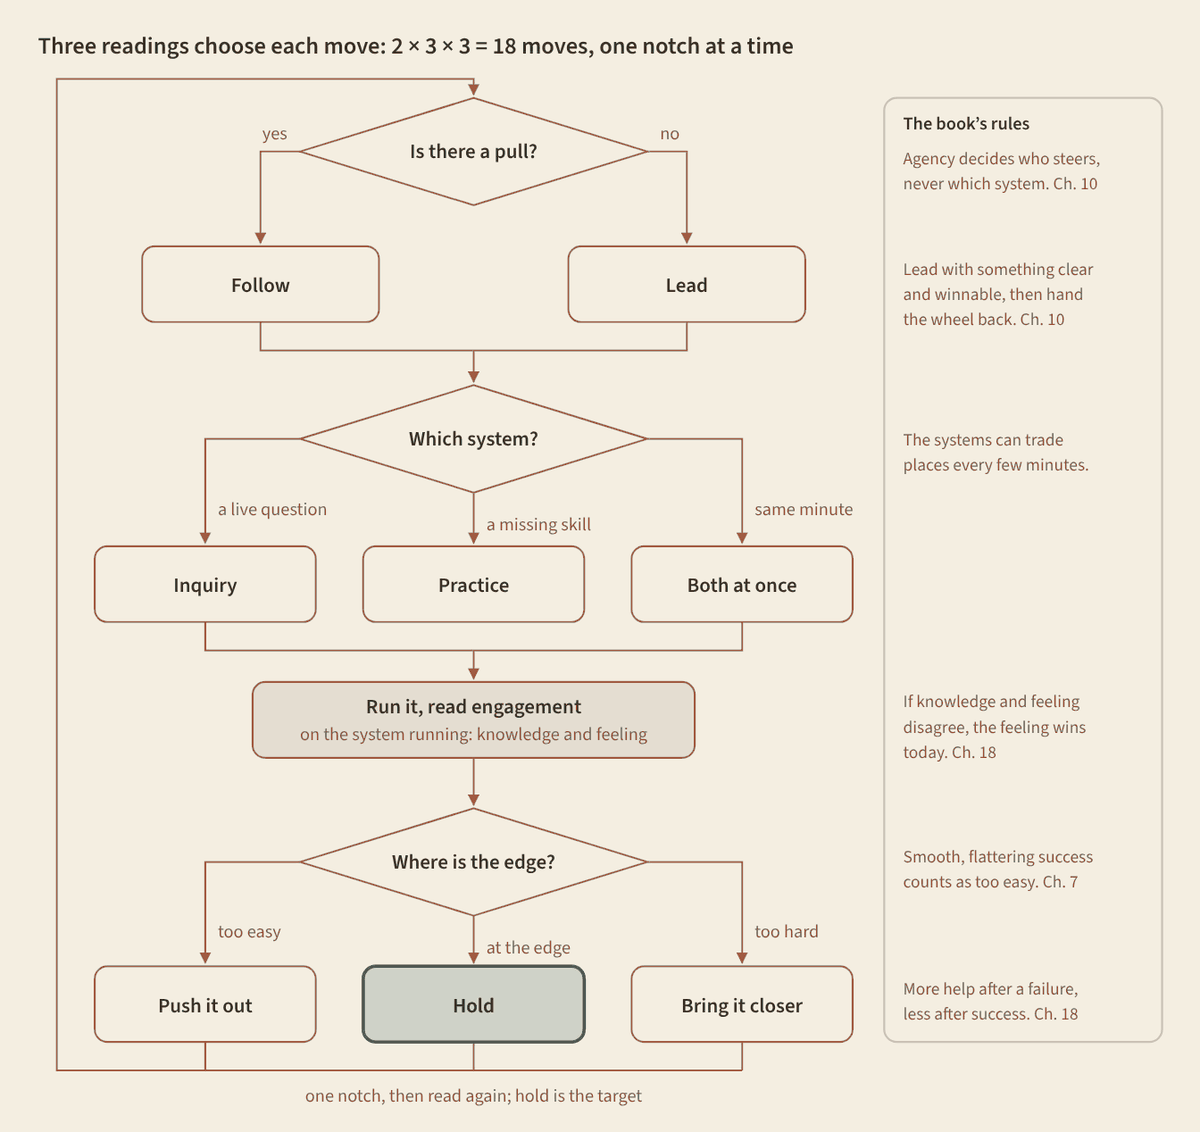 Three readings choose each move: 2 × 3 × 3 = 18 moves, one notch at a time
Is there a pull?
yes
no
Follow
Lead
Which system?
a live question
a missing skill
same minute
Inquiry
Practice
Both at once
Run it, read engagement
on the system running: knowledge and feeling
Where is the edge?
too easy
at the edge
too hard
Push it out
Hold
Bring it closer
one notch, then read again; hold is the target
The book’s rules
Agency decides who steers,
never which system. Ch. 10
Lead with something clear
and winnable, then hand
the wheel back. Ch. 10
The systems can trade
places every few minutes.
If knowledge and feeling
disagree, the feeling wins
today. Ch. 18
Smooth, flattering success
counts as too easy. Ch. 7
More help after a failure,
less after success. Ch. 18